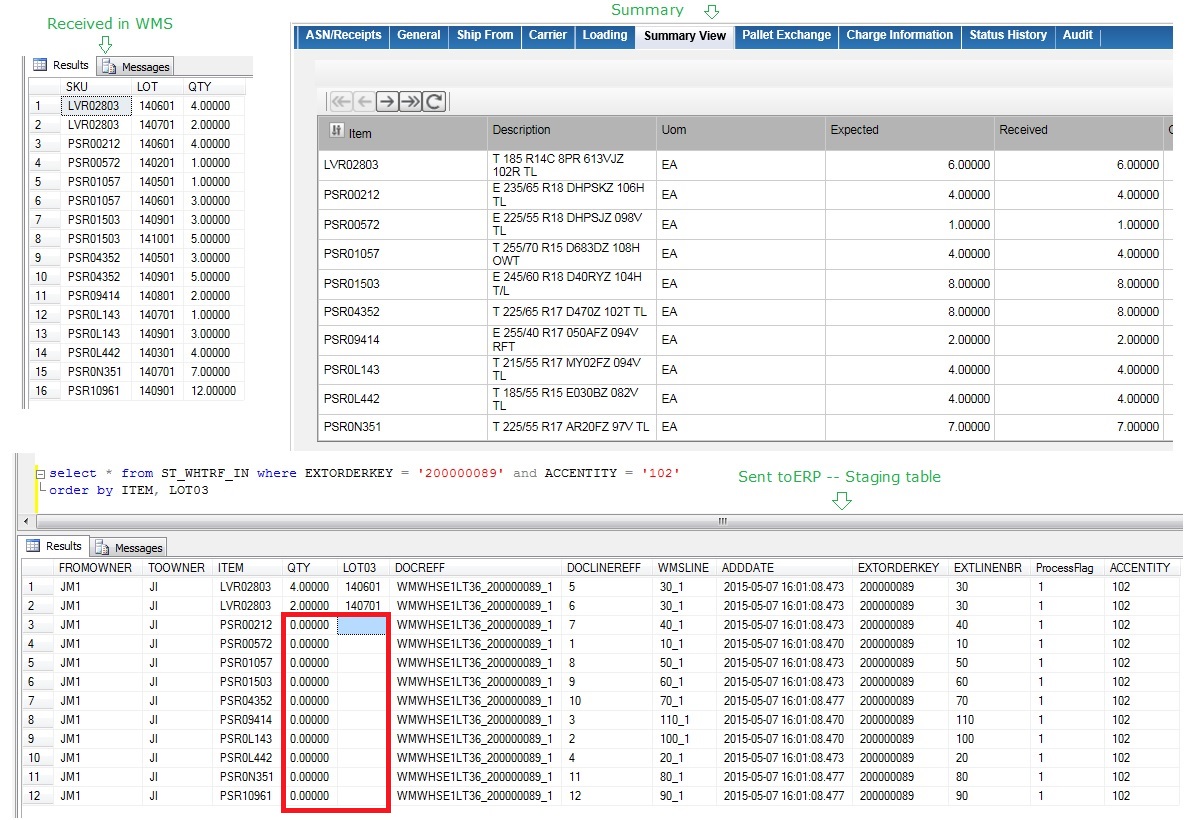 Received in WMS
Results Messages
SKU LOT QTY
1 LVR02803 140601 4.00000
2 LVR02803 140701 2.00000
3 PSR00212 140601 4.00000
4 PSR00572 140201 1.00000
5 PSR01057 140501 1.00000
6 PSR01057 140601 3.00000
7 PSR01503 140901 3.00000
8 PSR01503 141001 5.00000
9 PSR04352 140501 3.00000
10 PSR04352 140901 5.00000
11 PSR09414 140801 2.00000
12 PSR0L143 140701 1.00000
13 PSR0L143 140901 3.00000
14 PSR0L442 140301 4.00000
15 PSR0N351 140701 7.00000
16 PSR10961 140901 12.00000
Summary
ASN/Receipts General Ship From Carrier Loading Summary View Pallet Exchange Charge Information Status History Audit
Item Description Uom Expected Received
LVR02803 T 185 R14C 8PR 613VJZ EA 6.00000 6.00000
102R TL
PSR00212 E 235/65 R18 DHPSKZ 106H EA 4.00000 4.00000
TL
PSR00572 E 225/55 R18 DHPSJZ 098V EA 1.00000 1.00000
TL
PSR01057 T 255/70 R15 D683DZ 108H EA 4.00000 4.00000
OWT
PSR01503 E 245/60 R18 D40RYZ 104H EA 8.00000 8.00000
T/L
PSR04352 T 225/65 R17 D470Z 102T TL EA 8.00000 8.00000
PSR09414 E 255/40 R17 050AFZ 094V EA 2.00000 2.00000
RFT
PSR0L143 T 215/55 R17 MY02FZ 094V EA 4.00000 4.00000
TL
PSR0L442 T 185/55 R15 E030BZ 082V EA 4.00000 4.00000
TL
PSR0N351 T 225/55 R17 AR20FZ 97V TL EA 7.00000 7.00000
select * from ST_WHTRF_IN where EXTORDERKEY = '200000089' and ACCENTITY = '102'
order by ITEM, LOT03
Sent toERP -- Staging table
Results Messages
FROMOWNER TOOWNER ITEM QTY LOT03 DOCREFF DOCLINEREFF WMSLINE ADDDATE EXTORDERKEY EXTLINENBR ProcessFlag ACCENTITY
1 JM1 JI LVR02803 4.00000 140601 WMWHSE1LT36_200000089_1 5 30_1 2015-05-07 16:01:08.473 200000089 30 1 102
2 JM1 JI LVR02803 2.00000 140701 WMWHSE1LT36_200000089_1 6 30_1 2015-05-07 16:01:08.473 200000089 30 1 102
3 JM1 JI PSR00212 0.00000 WMWHSE1LT36_200000089_1 7 40_1 2015-05-07 16:01:08.473 200000089 40 1 102
4 JM1 JI PSR00572 0.00000 WMWHSE1LT36_200000089_1 1 10_1 2015-05-07 16:01:08.470 200000089 10 1 102
5 JM1 JI PSR01057 0.00000 WMWHSE1LT36_200000089_1 8 50_1 2015-05-07 16:01:08.473 200000089 50 1 102
6 JM1 JI PSR01503 0.00000 WMWHSE1LT36_200000089_1 9 60_1 2015-05-07 16:01:08.473 200000089 60 1 102
7 JM1 JI PSR04352 0.00000 WMWHSE1LT36_200000089_1 10 70_1 2015-05-07 16:01:08.477 200000089 70 1 102
8 JM1 JI PSR09414 0.00000 WMWHSE1LT36_200000089_1 3 110_1 2015-05-07 16:01:08.470 200000089 110 1 102
9 JM1 JI PSR0L143 0.00000 WMWHSE1LT36_200000089_1 2 100_1 2015-05-07 16:01:08.470 200000089 100 1 102
10 JM1 JI PSR0L442 0.00000 WMWHSE1LT36_200000089_1 4 20_1 2015-05-07 16:01:08.470 200000089 20 1 102
11 JM1 JI PSR0N351 0.00000 WMWHSE1LT36_200000089_1 11 80_1 2015-05-07 16:01:08.477 200000089 80 1 102
12 JM1 JI PSR10961 0.00000 WMWHSE1LT36_200000089_1 12 90_1 2015-05-07 16:01:08.477 200000089 90 1 102